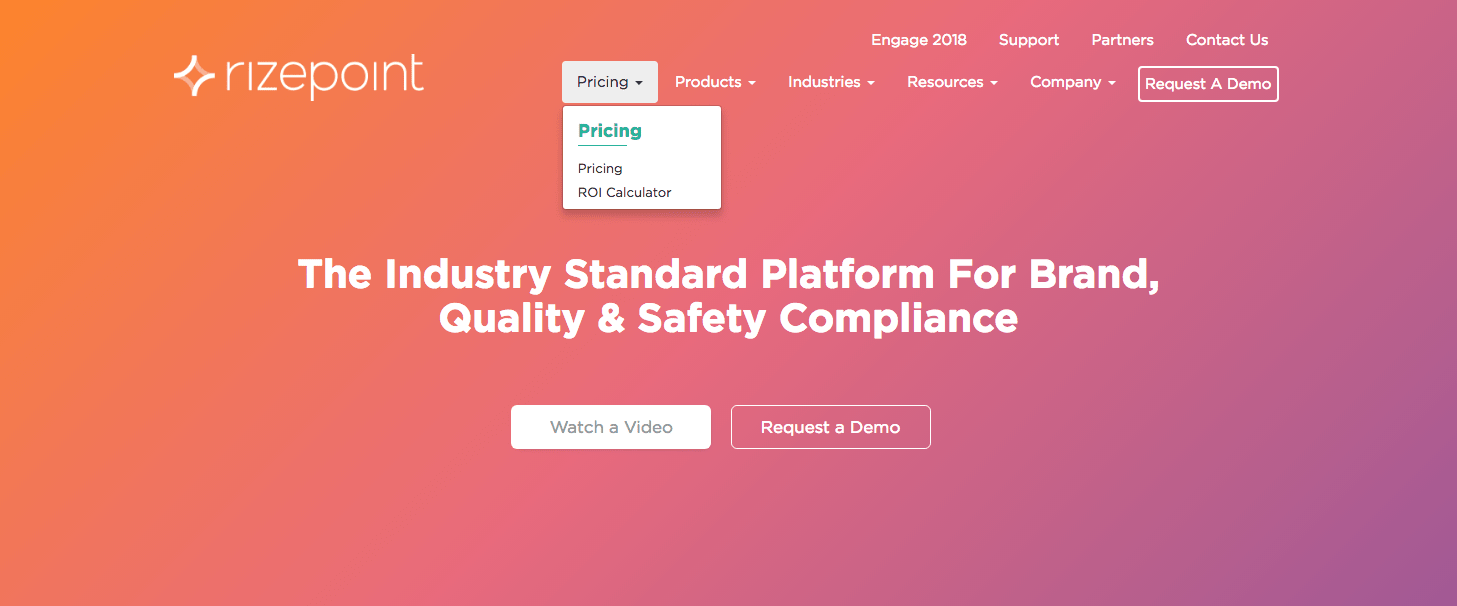 Engage 2018 Support Partners Contact Us
rizepoint
Pricing Products Industries Resources Company Request A Demo
Pricing
Pricing
ROI Calculator
The Industry Standard Platform For Brand,
Quality & Safety Compliance
Watch a Video Request a Demo